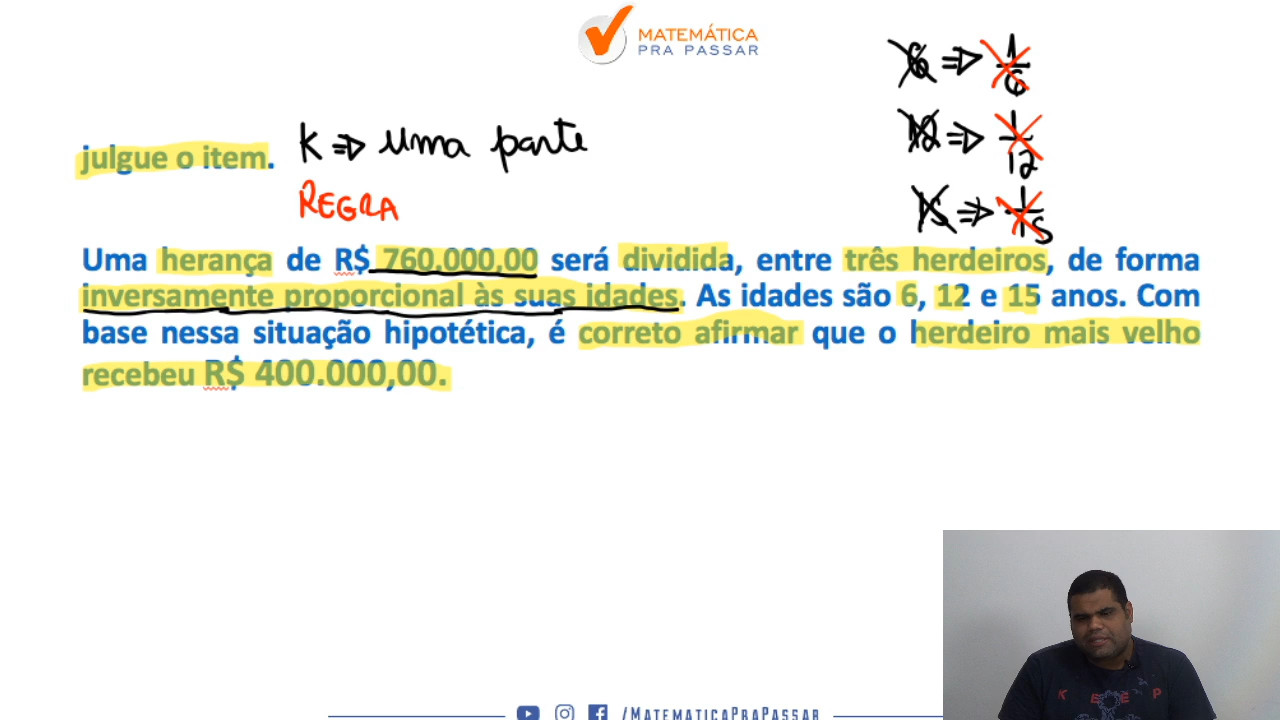 MATEMÁTICA
PRA PASSAR
6 ⇒ 1/6
12 ⇒ 1/12
15 ⇒ 1/15
julgue o item. K ⇒ uma parte
REGRA
Uma herança de R$ 760.000,00 será dividida, entre três herdeiros, de forma
inversamente proporcional às suas idades. As idades são 6, 12 e 15 anos. Com
base nessa situação hipotética, é correto afirmar que o herdeiro mais velho
recebeu R$ 400.000,00.
K E E P
/MATEMATICAPRAPASSAR